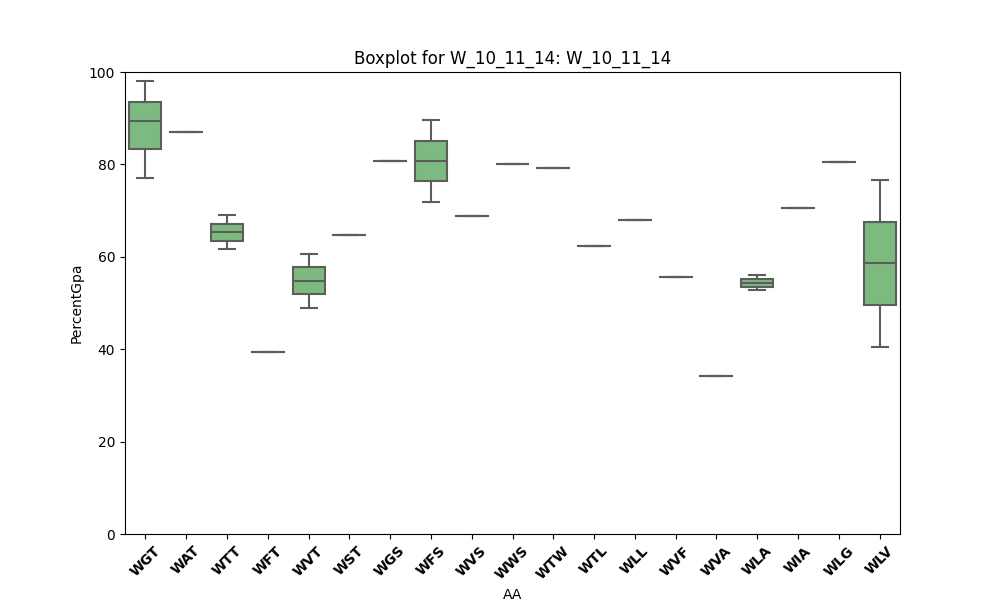 Boxplot for W_10_11_14: W_10_11_14
100
80
60
40
20
0
PercentGpa
WGT WAT WTT WFT WVT WST WGS WFS WVS WWS WTW WTL WLL WVF WVA WLA WIA WLG WLV
AA